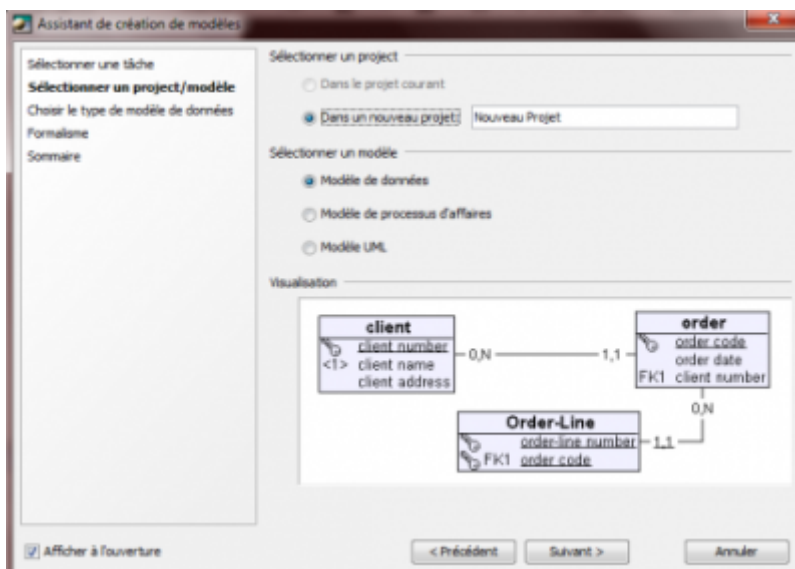 Assistant de création de modèles
Sélectionner une tâche
Sélectionner un project/modèle
Choisir le type de modèle de données
Formalisme
Sommaire
Sélectionner un project
Dans le projet courant
Dans un nouveau projet: Nouveau Projet
Sélectionner un modèle
Modèle de données
Modèle de processus d'affaires
Modèle UML
Visualisation
client
client number
<1> client name
client address
0,N
1,1
order
order code
order date
FK1 client number
0,N
Order-Line
order-line number
FK1 order code
1,1
Afficher à l'ouverture
< Précédent
Suivant >
Annuler